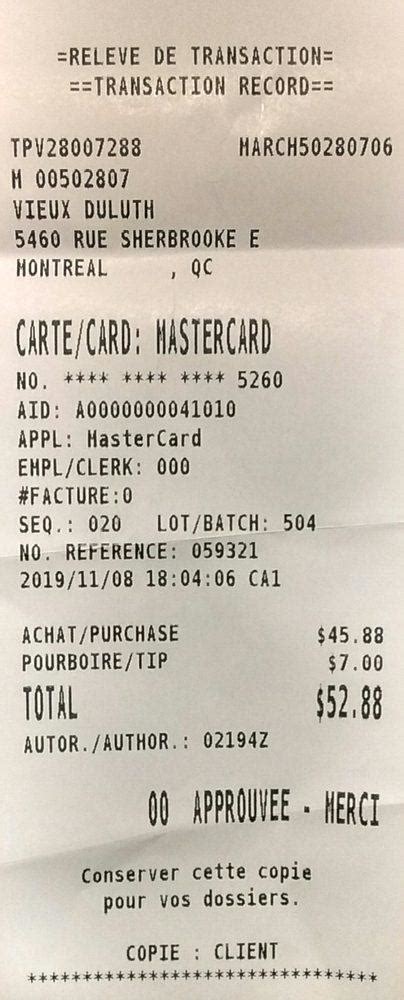 =RELEVE DE TRANSACTION=
==TRANSACTION RECORD==
TPV28007288 MARCH50280706
M 00502807
VIEUX DULUTH
5460 RUE SHERBROOKE E
MONTREAL , QC
CARTE/CARD: MASTERCARD
NO. **** **** **** 5260
AID: A0000000041010
APPL: MasterCard
EMPL/CLERK: 000
#FACTURE:0
SEQ.: 020 LOT/BATCH: 504
NO. REFERENCE: 059321
2019/11/08 18:04:06 CA1
ACHAT/PURCHASE $45.88
POURBOIRE/TIP $7.00
TOTAL $52.88
AUTOR./AUTHOR.: 02194Z
00 APPROUVEE - MERCI
Conserver cette copie
pour vos dossiers.
COPIE : CLIENT
********************************